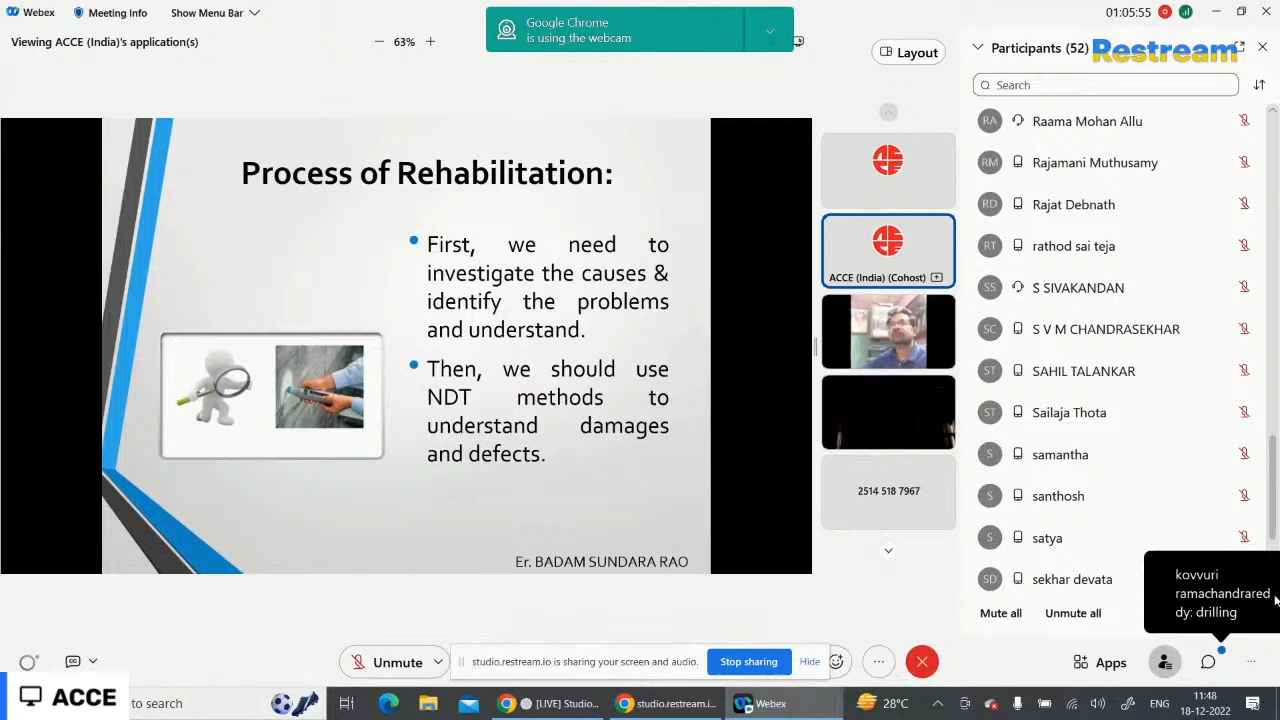 Webex
Meeting Info
Show Menu Bar
Google Chrome
is using the webcam
01:05:55
Viewing ACCE (India)'s application(s)
63%
Layout
Participants (52)
Restream
Search
Process of Rehabilitation:
First, we need to
investigate the causes &
identify the problems
and understand.
Then, we should use
NDT methods to
understand damages
and defects.
Er. BADAM SUNDARA RAO
ACCE (India) (Cohost)
2514 518 7967
RA Raama Mohan Allu
RM Rajamani Muthusamy
RD Rajat Debnath
RT rathod sai teja
SS S SIVAKANDAN
SC S V M CHANDRASEKHAR
ST SAHIL TALANKAR
ST Sailaja Thota
S samantha
S santhosh
S satya
SD sekhar devata
kovvuri
ramachandrared
dy: drilling
Mute all
Unmute all
CC
Unmute
studio.restream.io is sharing your screen and audio.
Stop sharing
Hide
Apps
ACCE
to search
[LIVE] Studio...
studio.restream.i...
Webex
28°C
ENG
11:48
18-12-2022